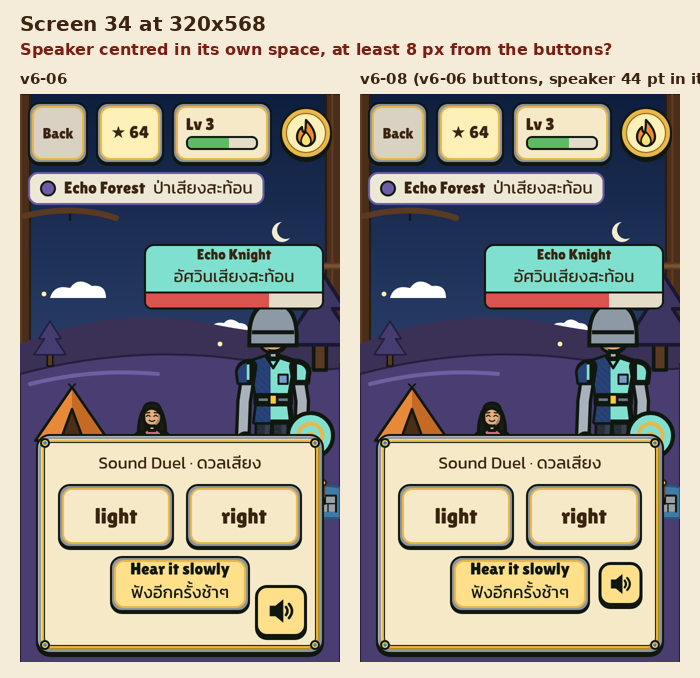 Screen 34 at 320x568
Speaker centred in its own space, at least 8 px from the buttons?
v6-06
Back
★ 64
Lv 3
Echo Forest ป่าเสียงสะท้อน
Echo Knight
อัศวินเสียงสะท้อน
Sound Duel · ดวลเสียง
light
right
Hear it slowly
ฟังอีกครั้งช้าๆ
v6-08 (v6-06 buttons, speaker 44 pt in it
Back
★ 64
Lv 3
Echo Forest ป่าเสียงสะท้อน
Echo Knight
อัศวินเสียงสะท้อน
Sound Duel · ดวลเสียง
light
right
Hear it slowly
ฟังอีกครั้งช้าๆ